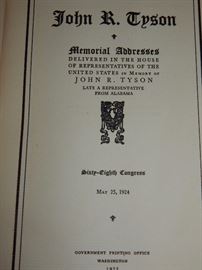 John R. Tyson
Memorial Addresses
DELIVERED IN THE HOUSE
OF REPRESENTATIVES OF THE
UNITED STATES IN MEMORY OF
JOHN R. TYSON
LATE A REPRESENTATIVE
FROM ALABAMA
Sixty-Eighth Congress
MAY 25, 1924
GOVERNMENT PRINTING OFFICE
WASHINGTON
1925